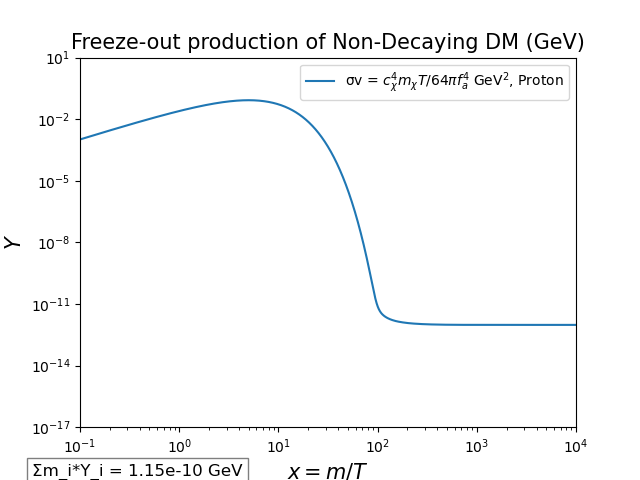 Freeze-out production of Non-Decaying DM (GeV)
10^1
σv = c_χ^4 m_χ T/64πf_a^4 GeV^2, Proton
10^-2
10^-5
Y
10^-8
10^-11
10^-14
10^-17
10^-1 10^0 10^1 10^2 10^3 10^4
Σm_i*Y_i = 1.15e-10 GeV
x = m/T